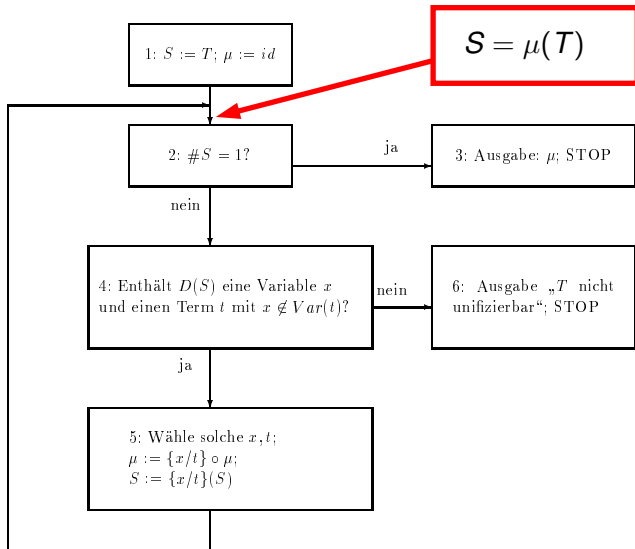 S = μ(T)
1: S := T; μ := id
2: #S = 1?
ja
3: Ausgabe: μ; STOP
nein
4: Enthält D(S) eine Variable x
und einen Term t mit x ∉ Var(t)?
nein
6: Ausgabe „T nicht
unifizierbar“; STOP
ja
5: Wähle solche x, t;
μ := {x/t} ∘ μ;
S := {x/t}(S)